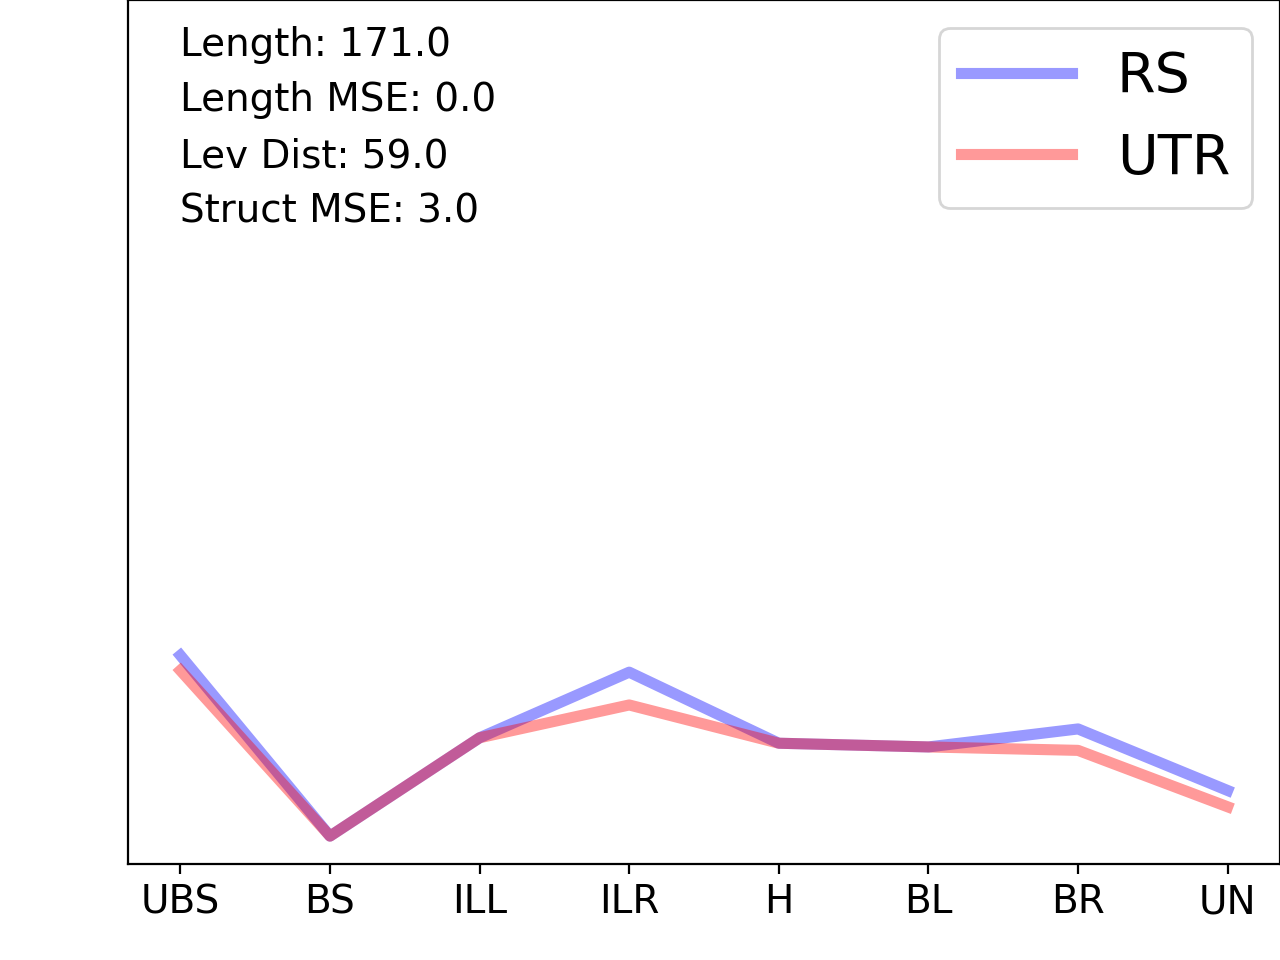 Length: 171.0
Length MSE: 0.0
Lev Dist: 59.0
Struct MSE: 3.0
RS
UTR
UBS BS ILL ILR H BL BR UN